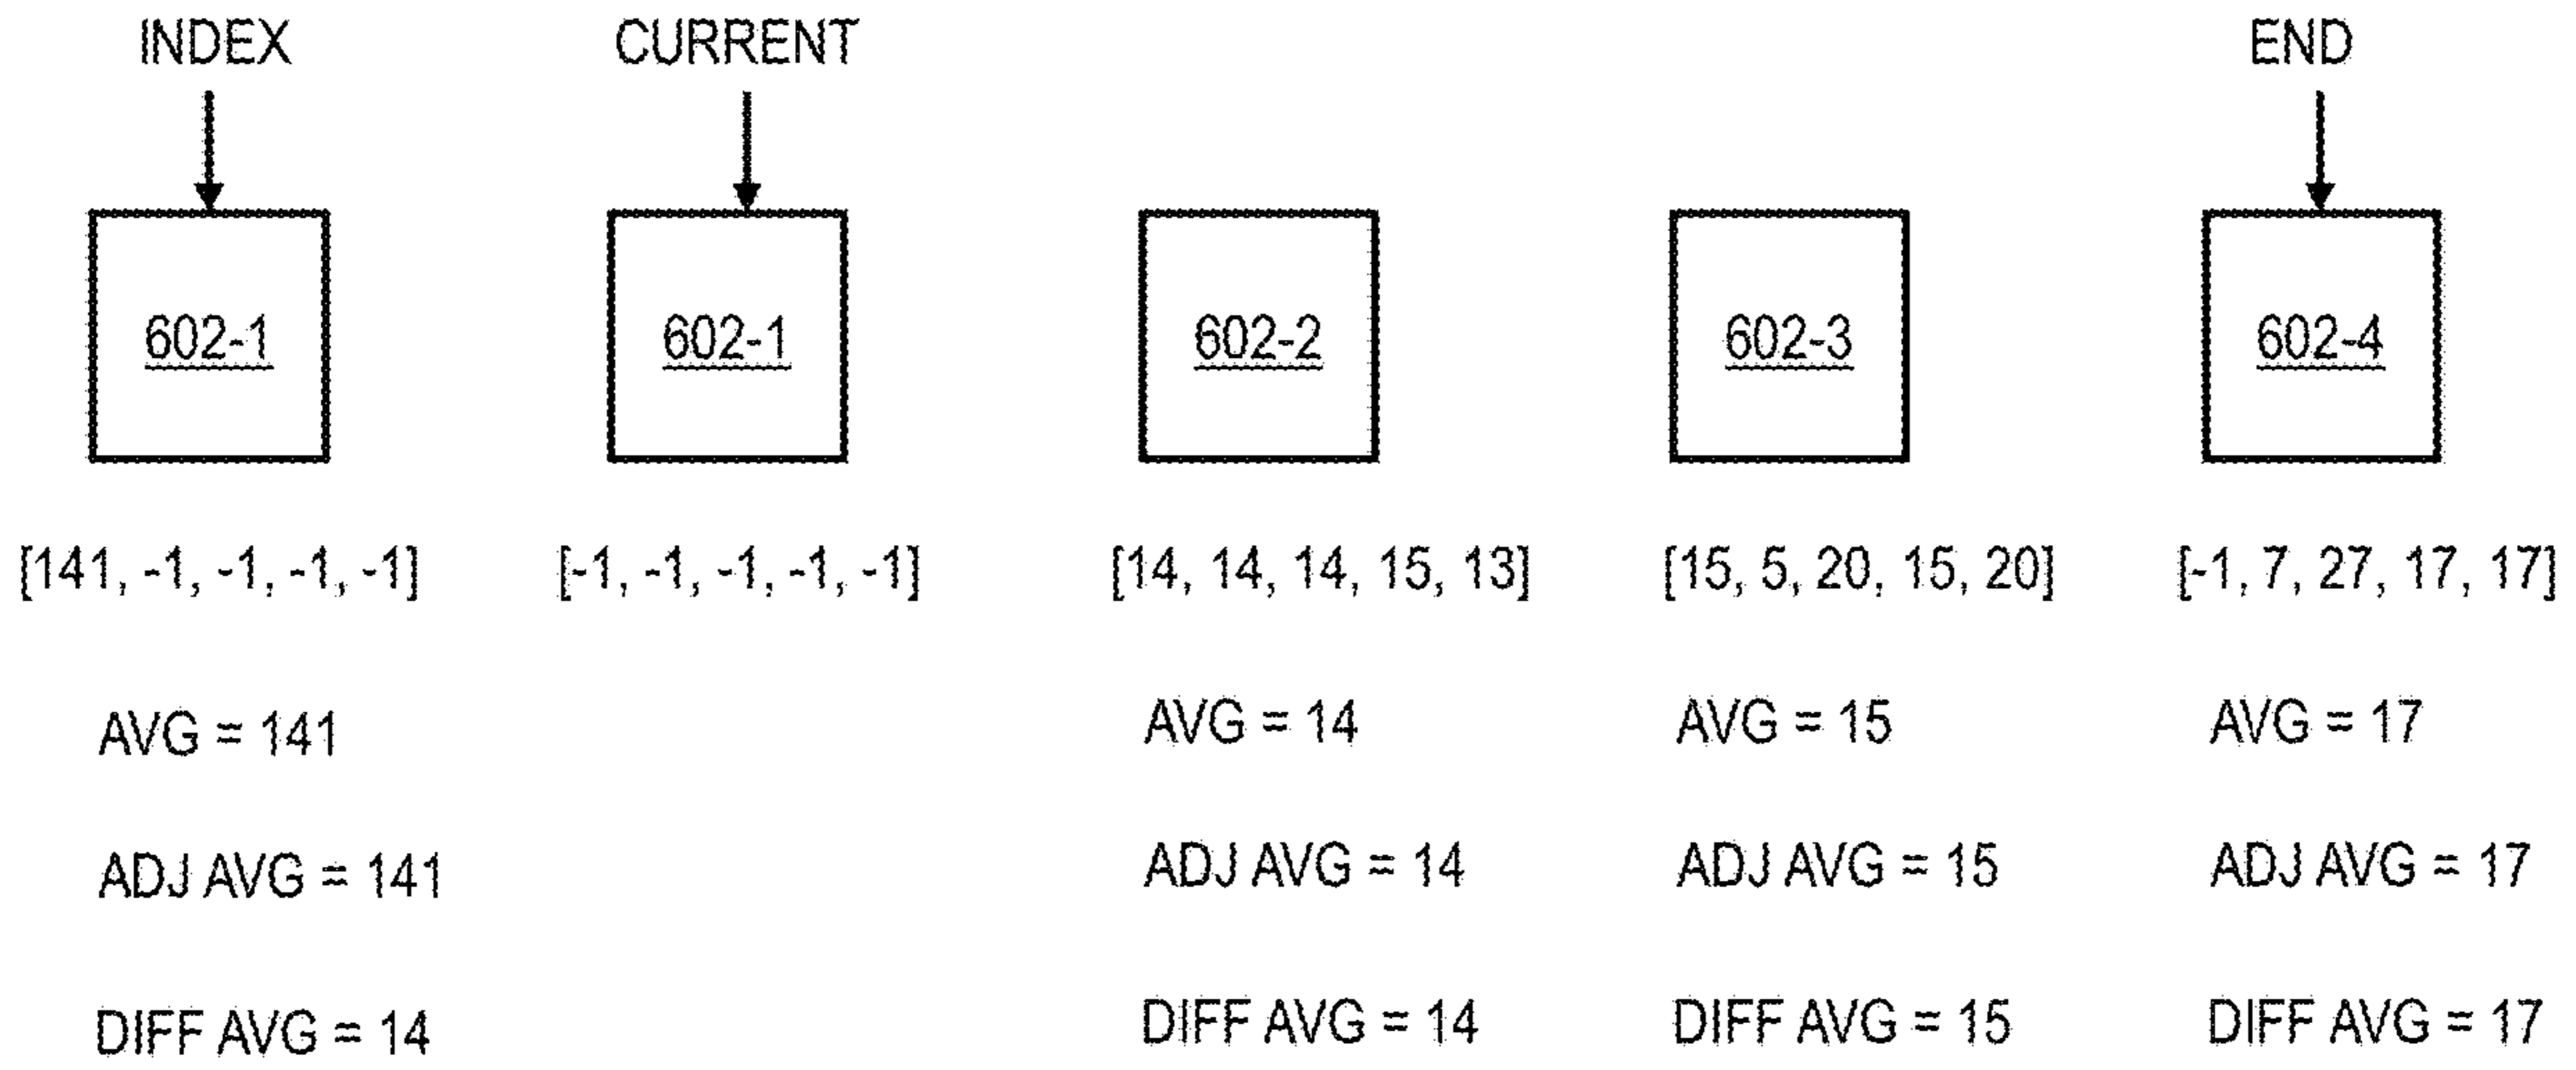 INDEX CURRENT END
602-1 602-1 602-2 602-3 602-4
[141, -1, -1, -1, -1] [-1, -1, -1, -1, -1] [14, 14, 14, 15, 13] [15, 5, 20, 15, 20] [-1, 7, 27, 17, 17]
AVG = 141 AVG = 14 AVG = 15 AVG = 17
ADJ AVG = 141 ADJ AVG = 14 ADJ AVG = 15 ADJ AVG = 17
DIFF AVG = 14 DIFF AVG = 14 DIFF AVG = 15 DIFF AVG = 17